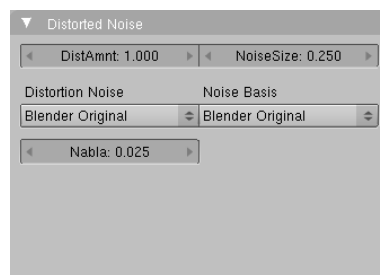 Distorted Noise
DistAmnt: 1.000 NoiseSize: 0.250
Distortion Noise Noise Basis
Blender Original Blender Original
Nabla: 0.025